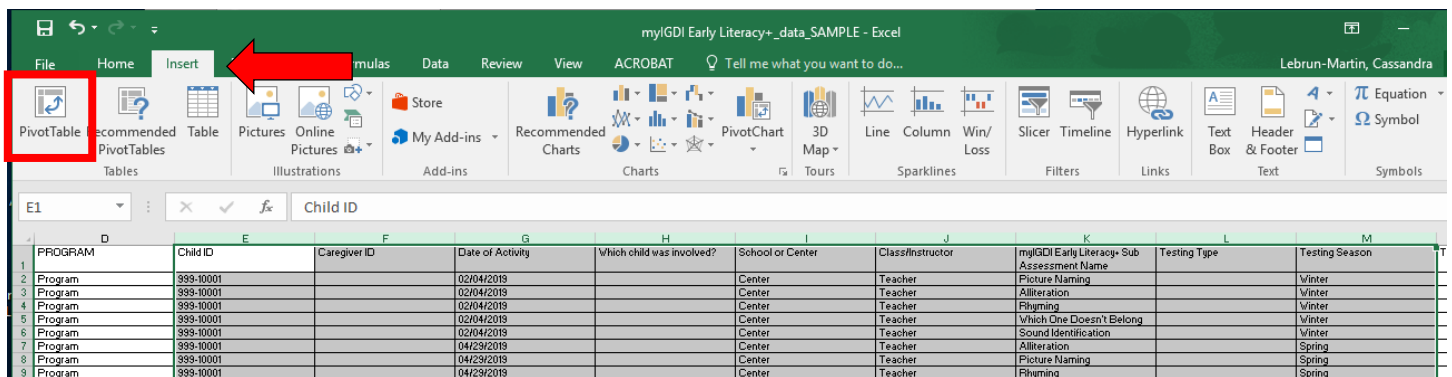 myIGDI Early Literacy+_data_SAMPLE - Excel
File Home Insert rmulas Data Review View ACROBAT Tell me what you want to do... Lebrun-Martin, Cassandra
PivotTable Recommended PivotTables Table Pictures Online Pictures Store My Add-ins Recommended Charts PivotChart 3D Map Line Column Win/ Loss Slicer Timeline Hyperlink Text Box Header & Footer Equation Symbol
Tables Illustrations Add-ins Charts Tours Sparklines Filters Links Text Symbols
E1 fx Child ID
D E F G H I J K L M
1 PROGRAM Child ID Caregiver ID Date of Activity Which child was involved? School or Center Class/Instructor myIGDI Early Literacy+ Sub Assessment Name Testing Type Testing Season T
2 Program 999-10001 02/04/2019 Center Teacher Picture Naming Winter
3 Program 999-10001 02/04/2019 Center Teacher Alliteration Winter
4 Program 999-10001 02/04/2019 Center Teacher Rhyming Winter
5 Program 999-10001 02/04/2019 Center Teacher Which One Doesn't Belong Winter
6 Program 999-10001 02/04/2019 Center Teacher Sound Identification Winter
7 Program 999-10001 04/29/2019 Center Teacher Alliteration Spring
8 Program 999-10001 04/29/2019 Center Teacher Picture Naming Spring
9 Program 999-10001 04/29/2019 Center Teacher Rhyming Spring